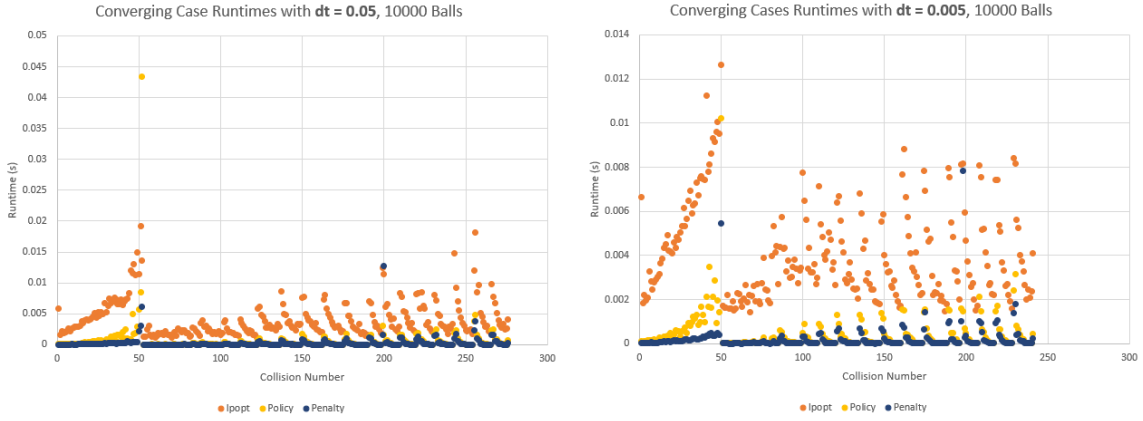 Converging Case Runtimes with dt = 0.05, 10000 Balls
0.05
0.045
0.04
0.035
0.03
0.025
0.02
0.015
0.01
0.005
0
Runtime (s)
0
50
100
150
200
250
300
Collision Number
Ipopt
Policy
Penalty
Converging Cases Runtimes with dt = 0.005, 10000 Balls
0.014
0.012
0.01
0.008
0.006
0.004
0.002
0
Runtime (s)
0
50
100
150
200
250
300
Collision Number
Ipopt
Policy
Penalty